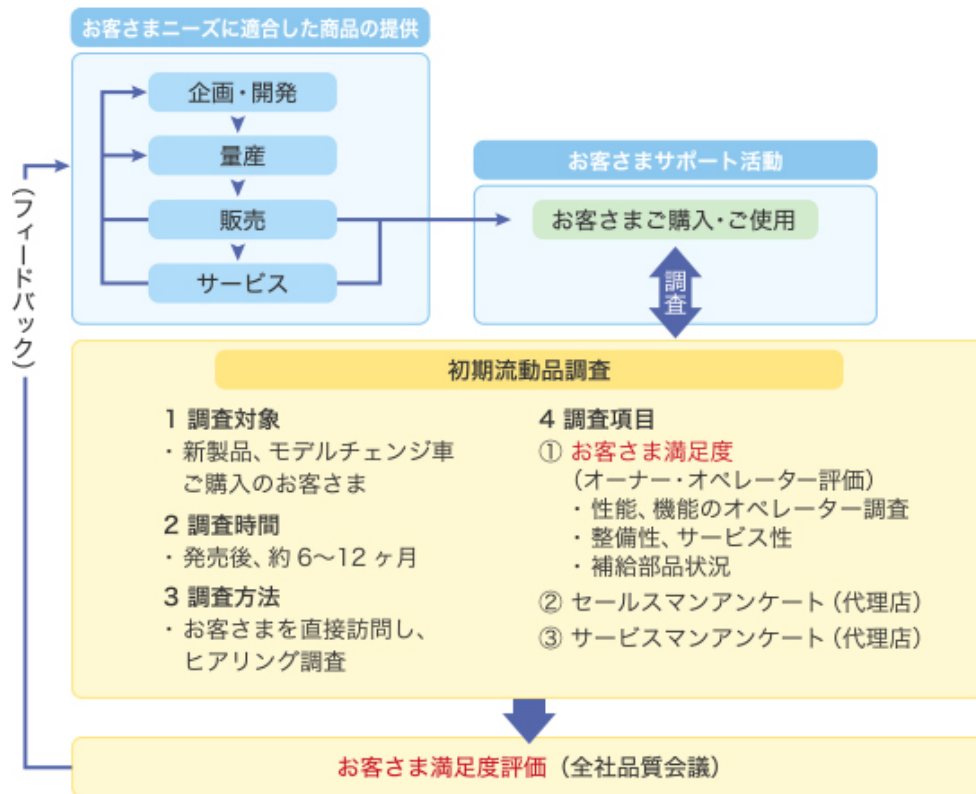 お客さまニーズに適合した商品の提供
企画・開発
量産
販売
サービス
(フィードバック)
お客さまサポート活動
お客さまご購入・ご使用
調査
初期流動品調査
1 調査対象
・新製品、モデルチェンジ車
ご購入のお客さま
2 調査時間
・発売後、約6〜12ヶ月
3 調査方法
・お客さまを直接訪問し、
ヒアリング調査
4 調査項目
① お客さま満足度
(オーナー・オペレーター評価)
・性能、機能のオペレーター調査
・整備性、サービス性
・補給部品状況
② セールスマンアンケート(代理店)
③ サービスマンアンケート(代理店)
お客さま満足度評価(全社品質会議)